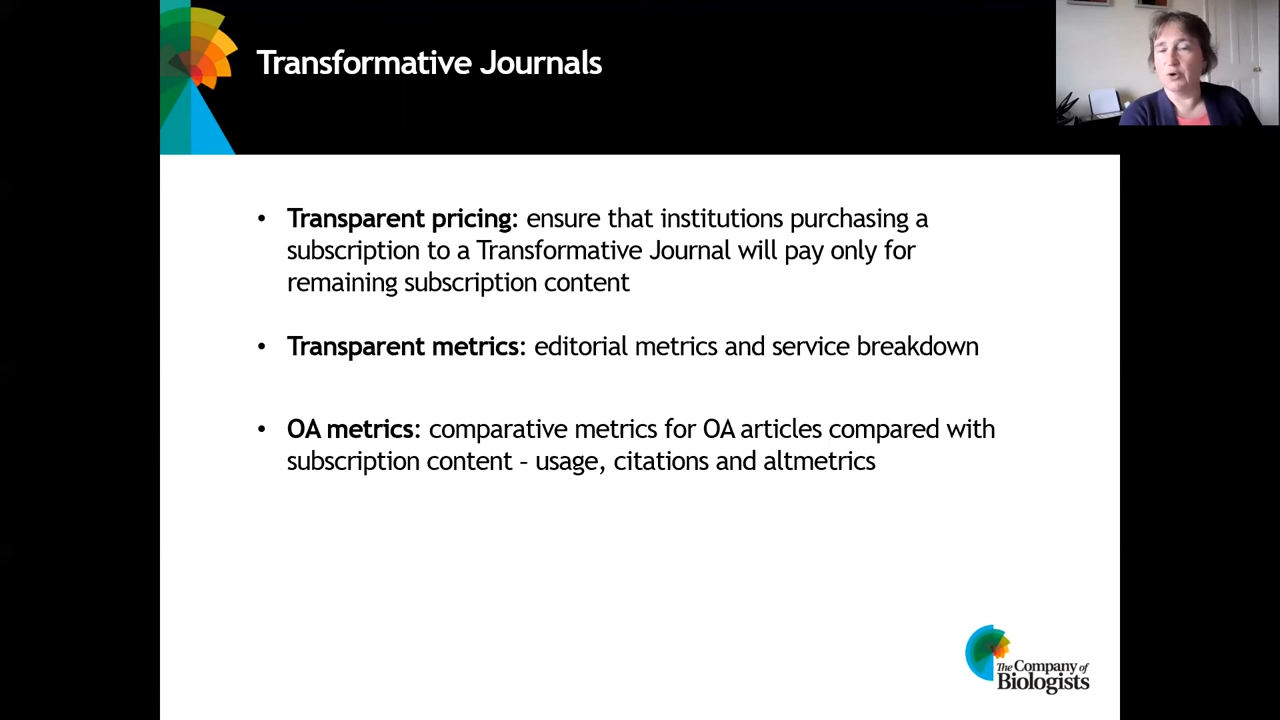 Transformative Journals
• Transparent pricing: ensure that institutions purchasing a
subscription to a Transformative Journal will pay only for
remaining subscription content
• Transparent metrics: editorial metrics and service breakdown
• OA metrics: comparative metrics for OA articles compared with
subscription content – usage, citations and altmetrics
The Company of
Biologists